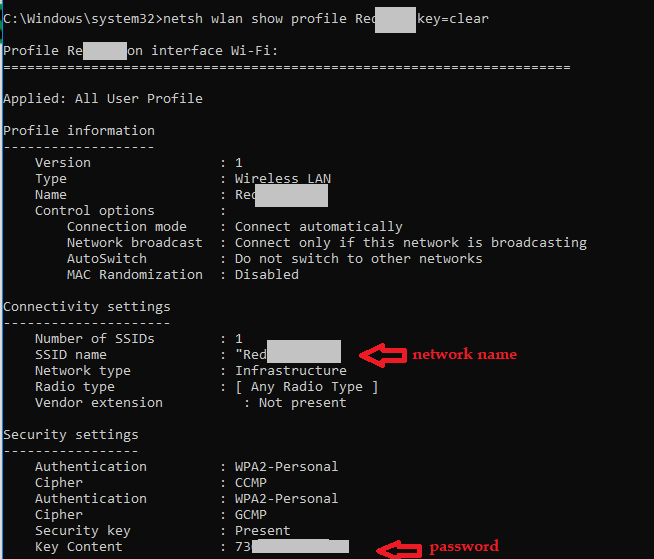 C:\Windows\system32>netsh wlan show profile Red key=clear
Profile Re on interface Wi-Fi:
=======================================================================
Applied: All User Profile
Profile information
-------------------
Version : 1
Type : Wireless LAN
Name : Red
Control options :
Connection mode : Connect automatically
Network broadcast : Connect only if this network is broadcasting
AutoSwitch : Do not switch to other networks
MAC Randomization : Disabled
Connectivity settings
---------------------
Number of SSIDs : 1
SSID name : "Red
network name
Network type : Infrastructure
Radio type : [ Any Radio Type ]
Vendor extension : Not present
Security settings
-----------------
Authentication : WPA2-Personal
Cipher : CCMP
Authentication : WPA2-Personal
Cipher : GCMP
Security key : Present
Key Content : 73
password